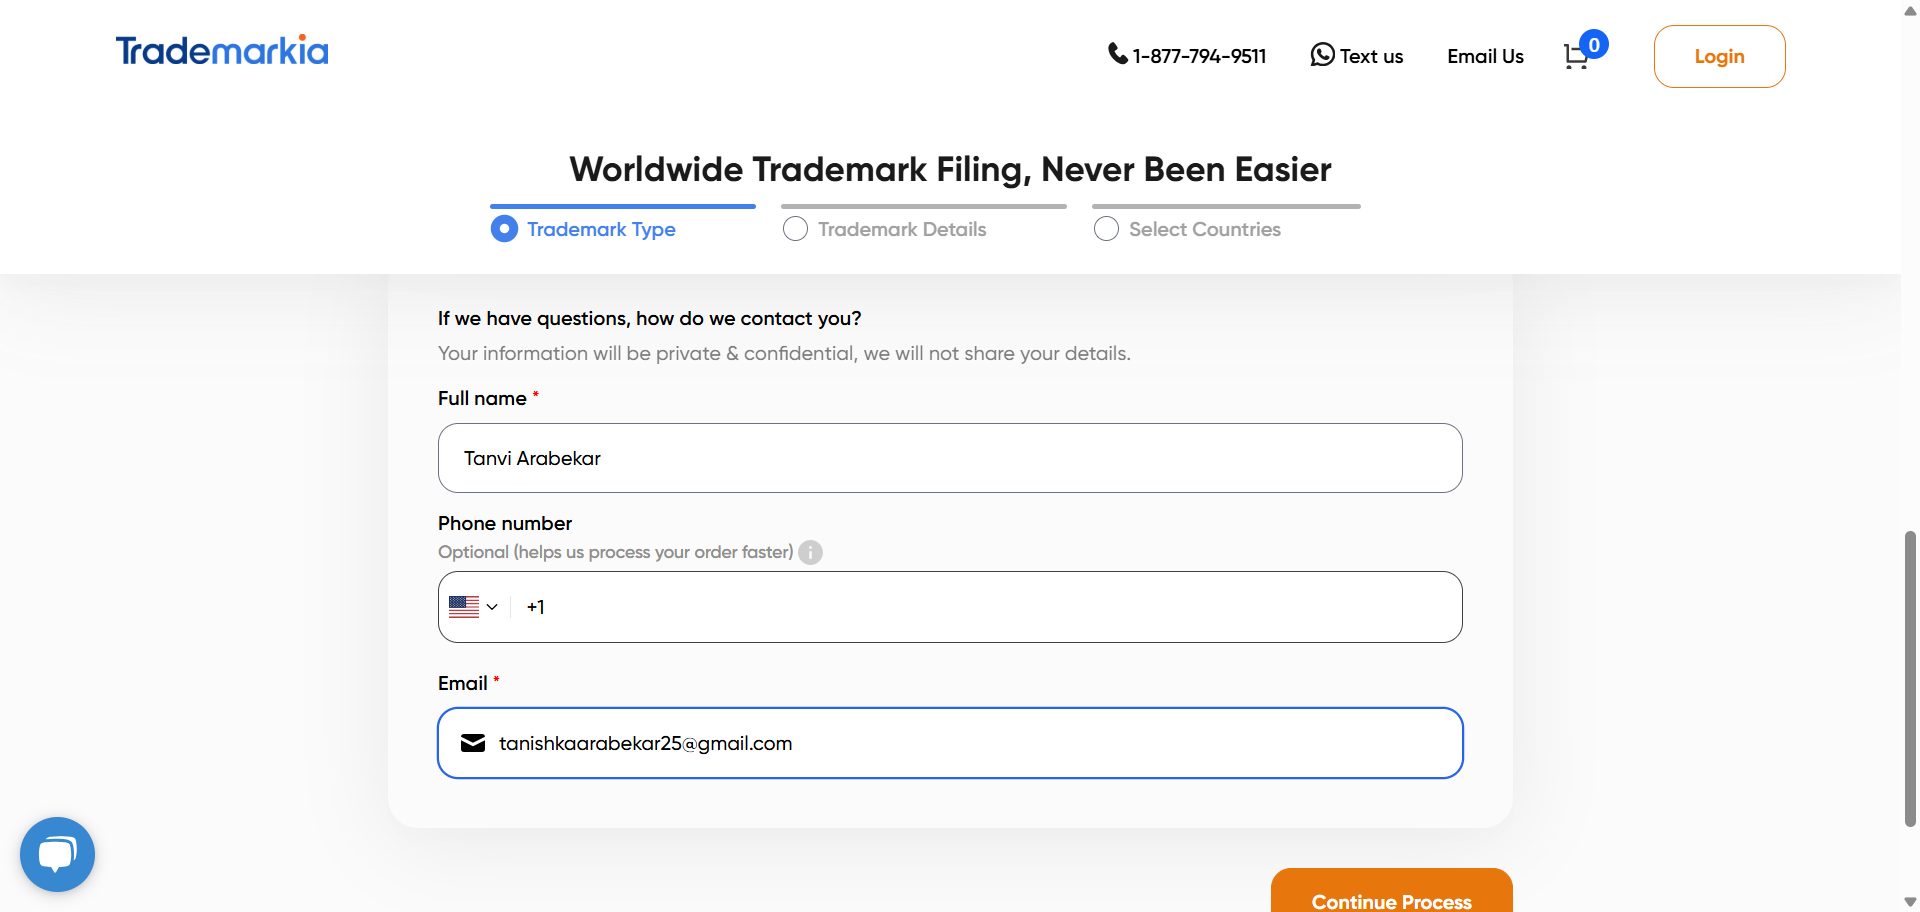 Trademarkia
1-877-794-9511
Text us
Email Us
0
Login
Worldwide Trademark Filing, Never Been Easier
Trademark Type
Trademark Details
Select Countries
If we have questions, how do we contact you?
Your information will be private & confidential, we will not share your details.
Full name *
Tanvi Arabekar
Phone number
Optional (helps us process your order faster) i
+1
Email *
tanishkaarabekar25@gmail.com
Continue Process